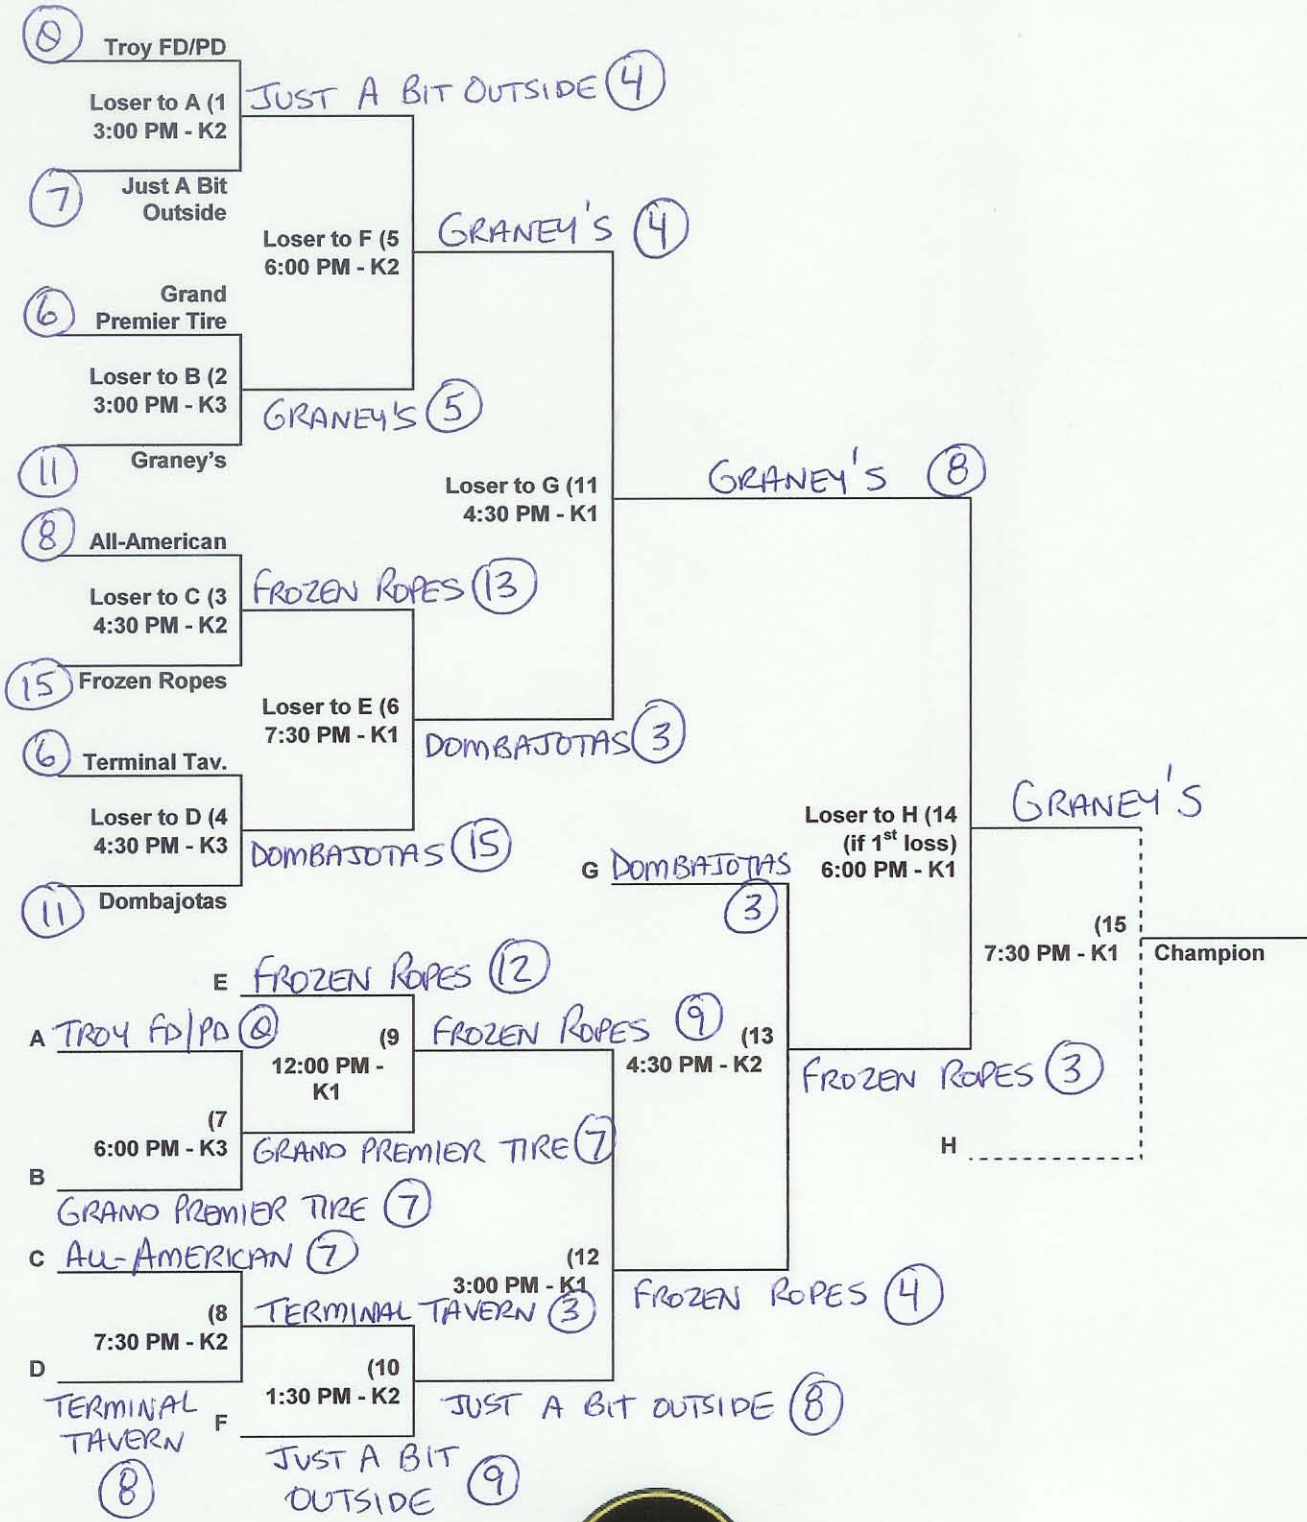 0
Troy FD/PD
Loser to A (1
3:00 PM - K2
JUST A BIT OUTSIDE 4
7
Just A Bit
Outside
Loser to F (5
6:00 PM - K2
GRANEY'S 4
6
Grand
Premier Tire
Loser to B (2
3:00 PM - K3
GRANEY'S 5
11
Graney's
Loser to G (11
4:30 PM - K1
GRANEY'S 8
8
All-American
Loser to C (3
4:30 PM - K2
FROZEN ROPES 13
15
Frozen Ropes
Loser to E (6
7:30 PM - K1
DOMBAJOTAS 3
6
Terminal Tav.
Loser to D (4
4:30 PM - K3
DOMBAJOTAS 15
11
Dombajotas
Loser to H (14
(if 1st loss)
6:00 PM - K1
GRANEY'S
G DOMBAJOTAS
3
(15
7:30 PM - K1
Champion
E FROZEN ROPES 12
A TROY FD/PD 0
(9
12:00 PM -
K1
FROZEN ROPES 9
(13
4:30 PM - K2
FROZEN ROPES 3
(7
6:00 PM - K3
GRAND PREMIER TIRE 7
H
B
GRAND PREMIER TIRE 7
C ALL-AMERICAN 7
(12
3:00 PM - K1
FROZEN ROPES 4
(8
7:30 PM - K2
TERMINAL TAVERN 3
D
TERMINAL
TAVERN
8
(10
1:30 PM - K2
JUST A BIT OUTSIDE 8
F
JUST A BIT
OUTSIDE 9